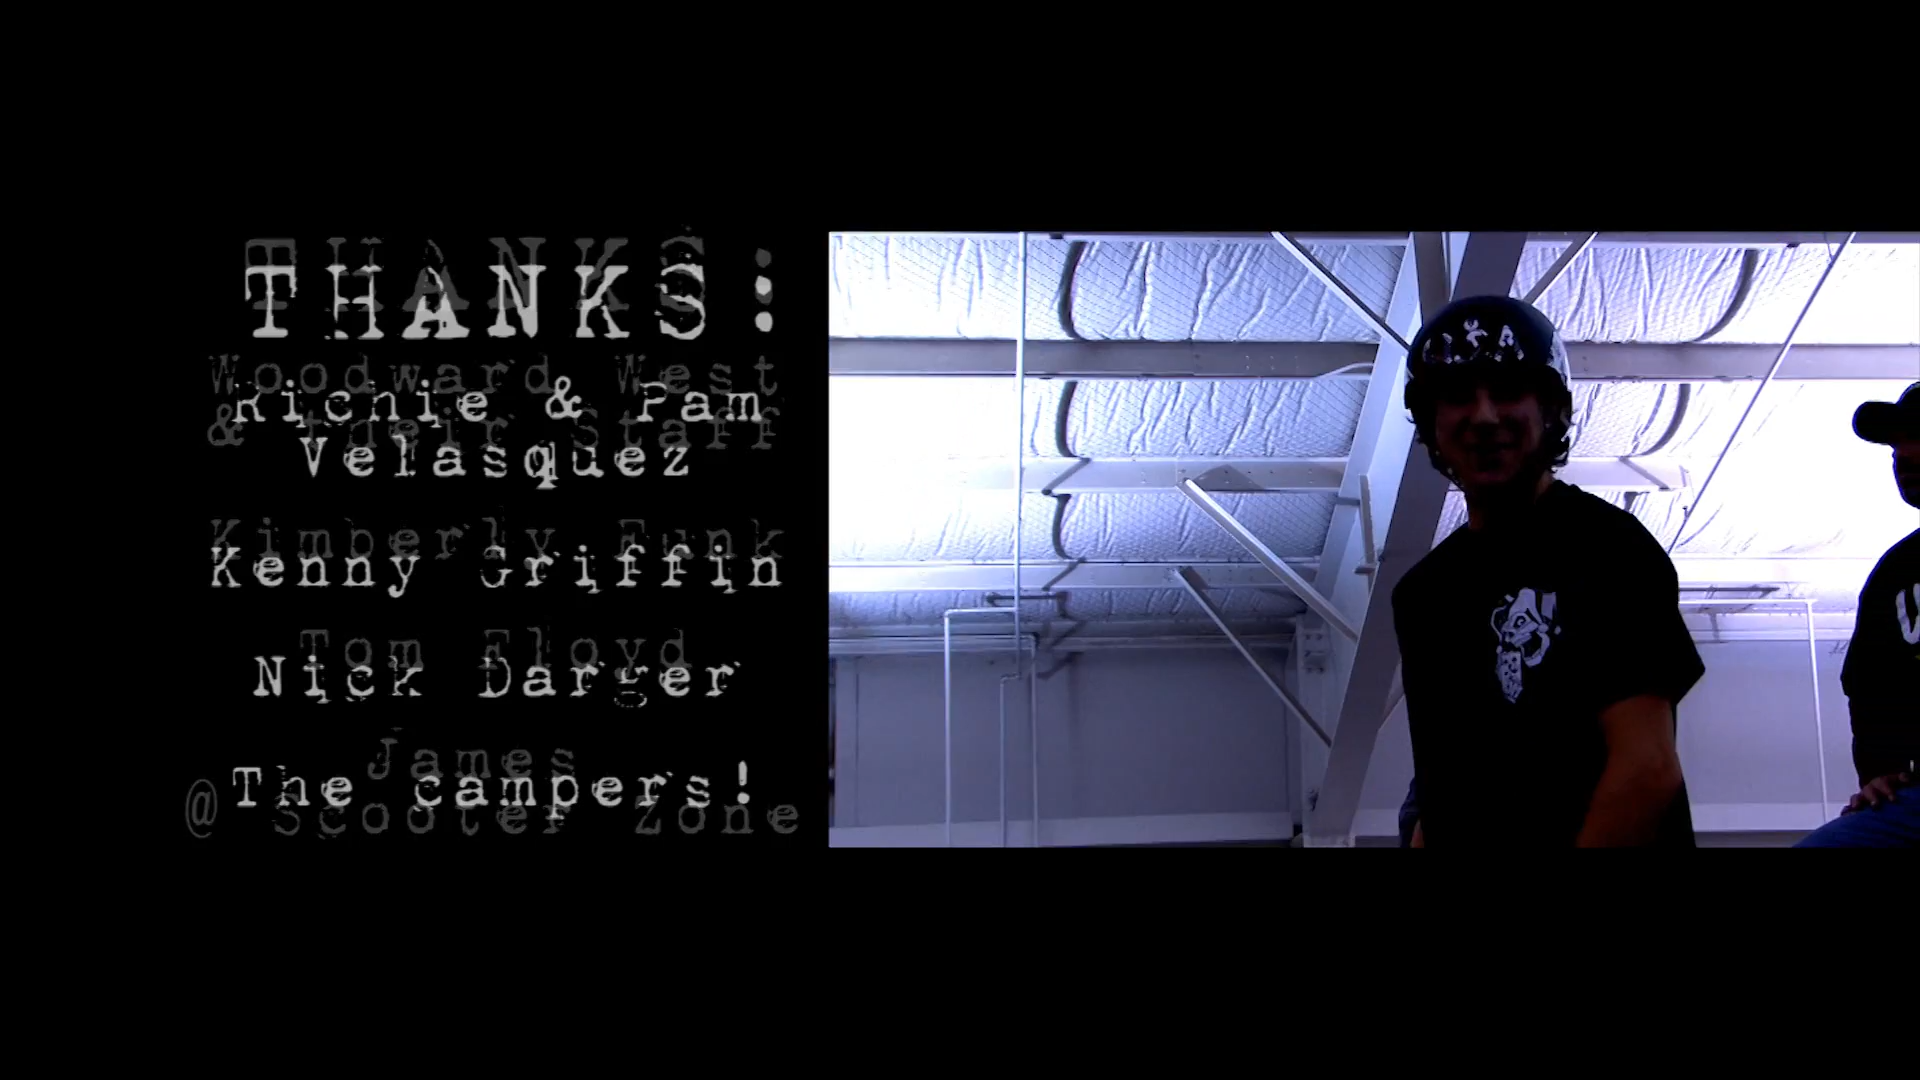 THANKS:
THANKS:
Woodward West
& their Staff
Richie & Pam
Velasquez
Kimberly Funk
Kenny Griffin
Tom Floyd
Nick Darger
James
@ Scooter Zone
The campers!